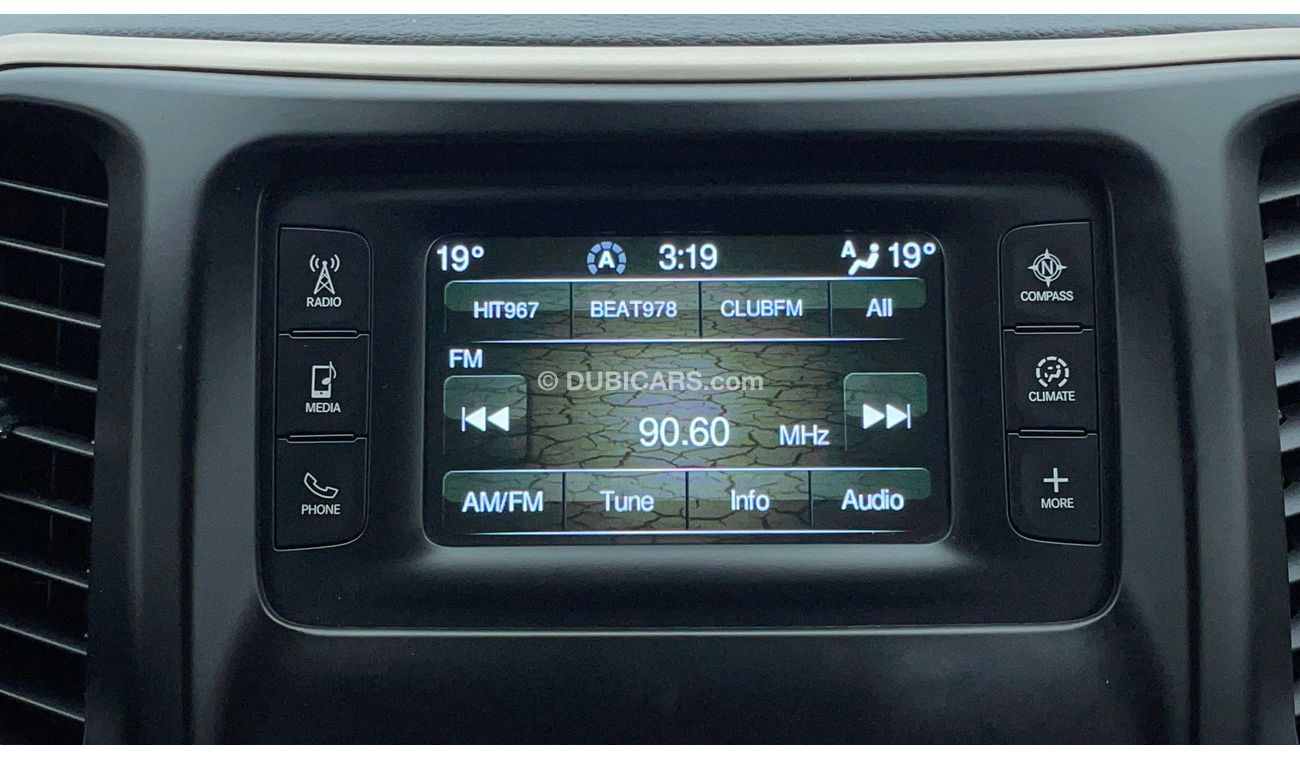 19° A 3:19 A 19°
HIT967 BEAT978 CLUBFM All
FM
© DUBICARS.com
90.60 MHz
AM/FM Tune Info Audio
RADIO
MEDIA
PHONE
N
COMPASS
CLIMATE
MORE